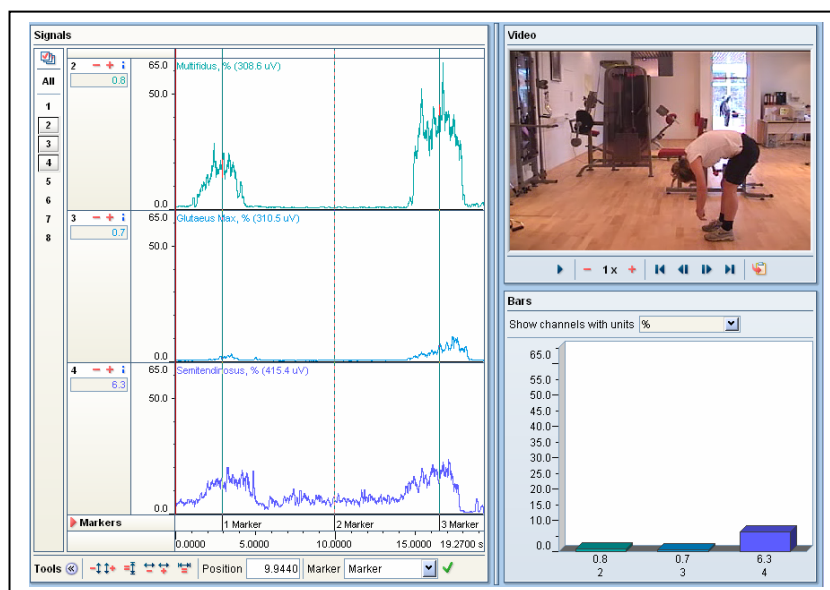 Signals
All
1
2
3
4
5
6
7
8
2
0.8
65.0
50.0
0.0
Multifidus, % (308.6 uV)
3
0.7
65.0
50.0
0.0
Glutaeus Max, % (310.5 uV)
4
6.3
65.0
50.0
0.0
Semitendinosus, % (415.4 uV)
Markers
1 Marker
2 Marker
3 Marker
0.0000 5.0000 10.0000 15.0000 19.2700 s
Tools
Position 9.9440 Marker Marker
Video
1 x
Bars
Show channels with units %
65.0
55.0
50.0
45.0
40.0
35.0
30.0
25.0
20.0
15.0
10.0
0.0
0.8 0.7 6.3
2 3 4